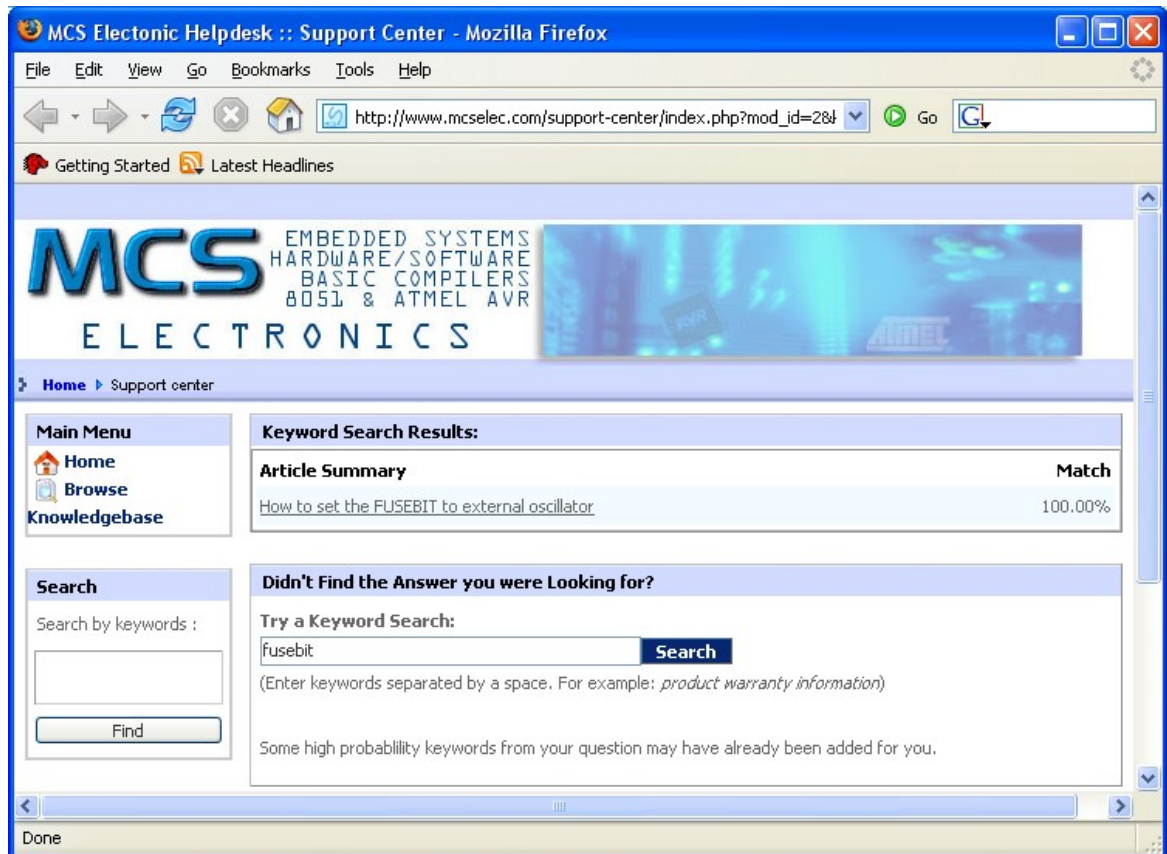 MCS Electonic Helpdesk :: Support Center - Mozilla Firefox
File Edit View Go Bookmarks Tools Help
http://www.mcselec.com/support-center/index.php?mod_id=2& Go G
Getting Started Latest Headlines
MCS
EMBEDDED SYSTEMS
HARDWARE/SOFTWARE
BASIC COMPILERS
8051 & ATMEL AVR
ELECTRONICS
AVR
ATMEL
Home Support center
Main Menu
Home
Browse
Knowledgebase
Keyword Search Results:
Article Summary Match
How to set the FUSEBIT to external oscillator 100.00%
Search
Search by keywords :
Find
Didn't Find the Answer you were Looking for?
Try a Keyword Search:
fusebit Search
(Enter keywords separated by a space. For example: product warranty information)
Some high probablility keywords from your question may have already been added for you.
Done